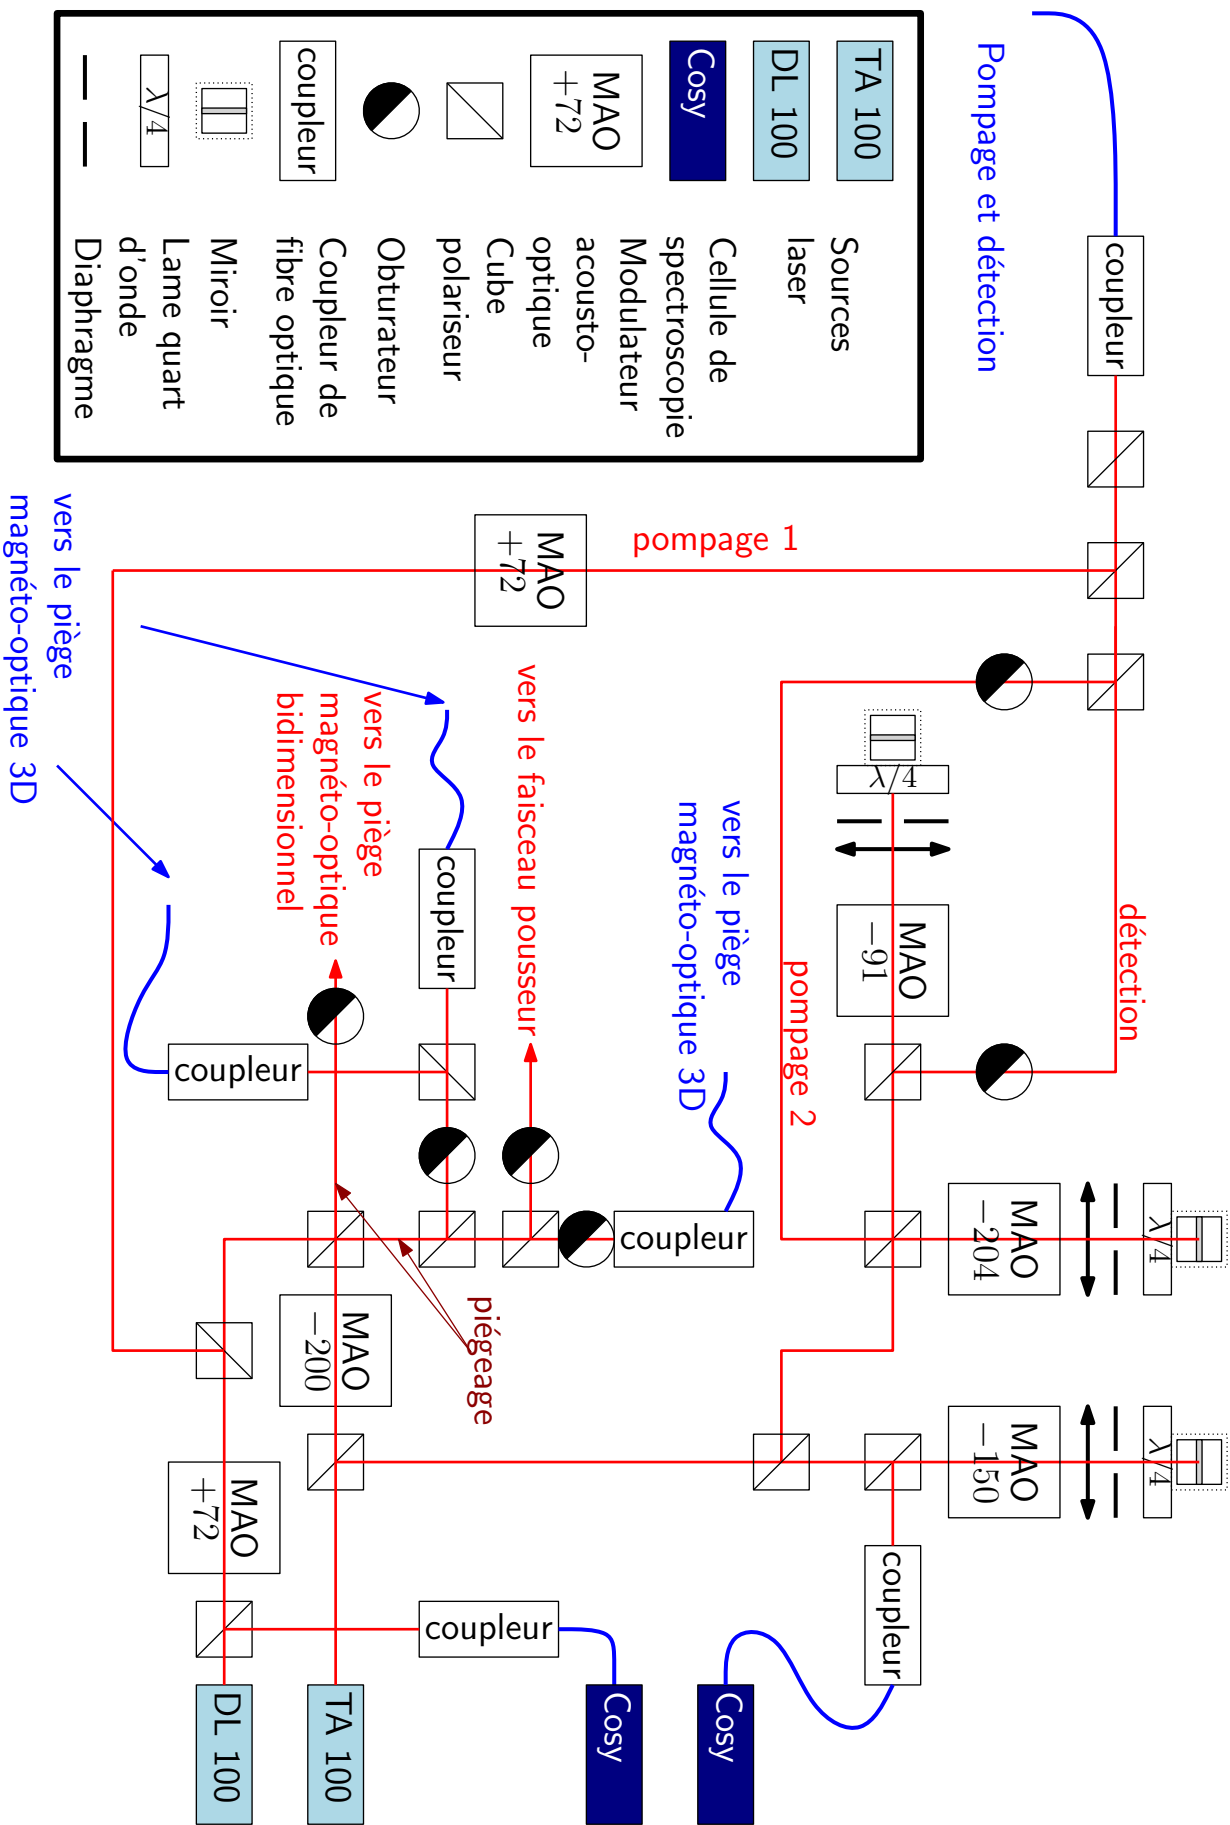 TA 100
DL 100
Cosy
MAO
+72
coupleur
λ/4
Sources
laser
Cellule de
spectroscopie
Modulateur
acousto-
optique
Cube
polariseur
Obturateur
Coupleur de
fibre optique
Miroir
Lame quart
d'onde
Diaphragme
Pompage et détection
coupleur
pompage 1
MAO
+72
détection
λ/4
MAO
−91
pompage 2
vers le piège
magnéto-optique 3D
vers le faisceau pousseur
coupleur
vers le piège
magnéto-optique
bidimensionnel
vers le piège
magnéto-optique 3D
coupleur
coupleur
λ/4
MAO
−204
λ/4
MAO
−150
piégeage
MAO
−200
MAO
+72
coupleur
coupleur
Cosy
Cosy
TA 100
DL 100